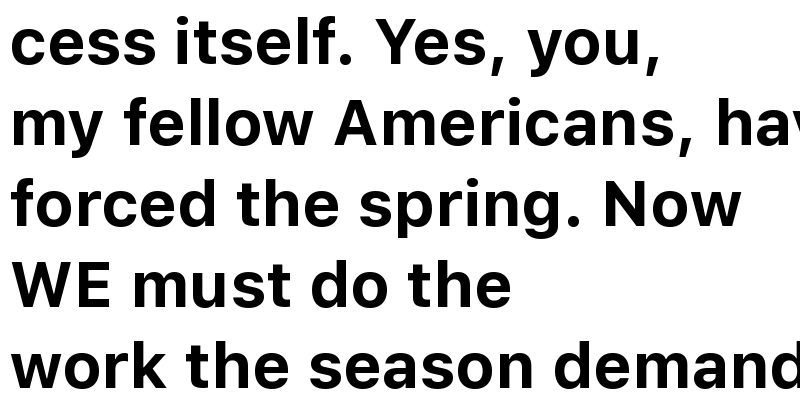 cess itself. Yes, you,
my fellow Americans, hav
forced the spring. Now
WE must do the
work the season demand